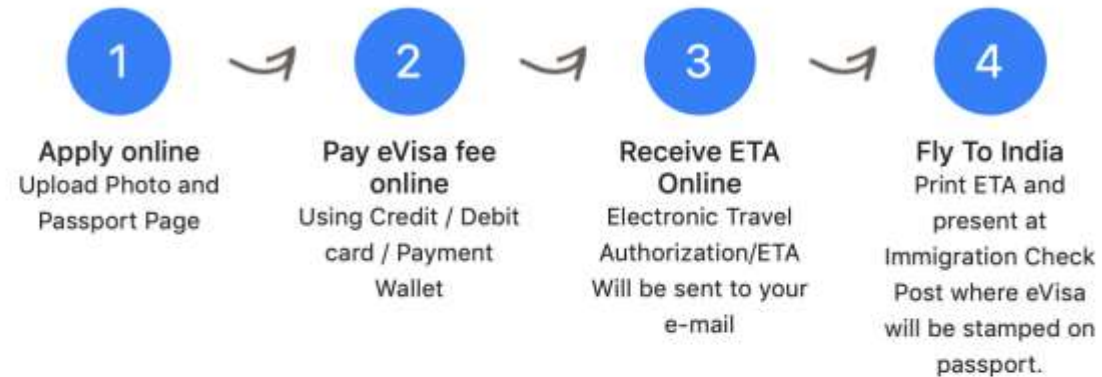 1
Apply online
Upload Photo and
Passport Page
2
Pay eVisa fee
online
Using Credit / Debit
card / Payment
Wallet
3
Receive ETA
Online
Electronic Travel
Authorization/ETA
Will be sent to your
e-mail
4
Fly To India
Print ETA and
present at
Immigration Check
Post where eVisa
will be stamped on
passport.